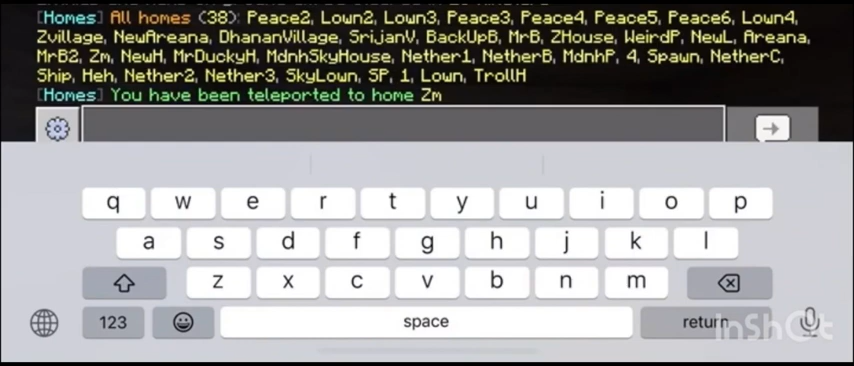 [Homes] All homes (38): Peace2, Lown2, Lown3, Peace3, Peace4, Peace5, Peace6, Lown4,
Zvillage, NewAreana, DhananVillage, SrijanV, BackUpB, MrB, ZHouse, WeirdP, NewL, Areana,
MrB2, Zm, NewH, MrDuckyH, MdnhSkyHouse, Nether1, NetherB, MdnhP, 4, Spawn, NetherC,
Ship, Heh, Nether2, Nether3, SkyLown, SP, 1, Lown, TrollH
[Homes] You have been teleported to home Zm
q w e r t y u i o p
a s d f g h j k l
z x c v b n m
123 space return
InShOt